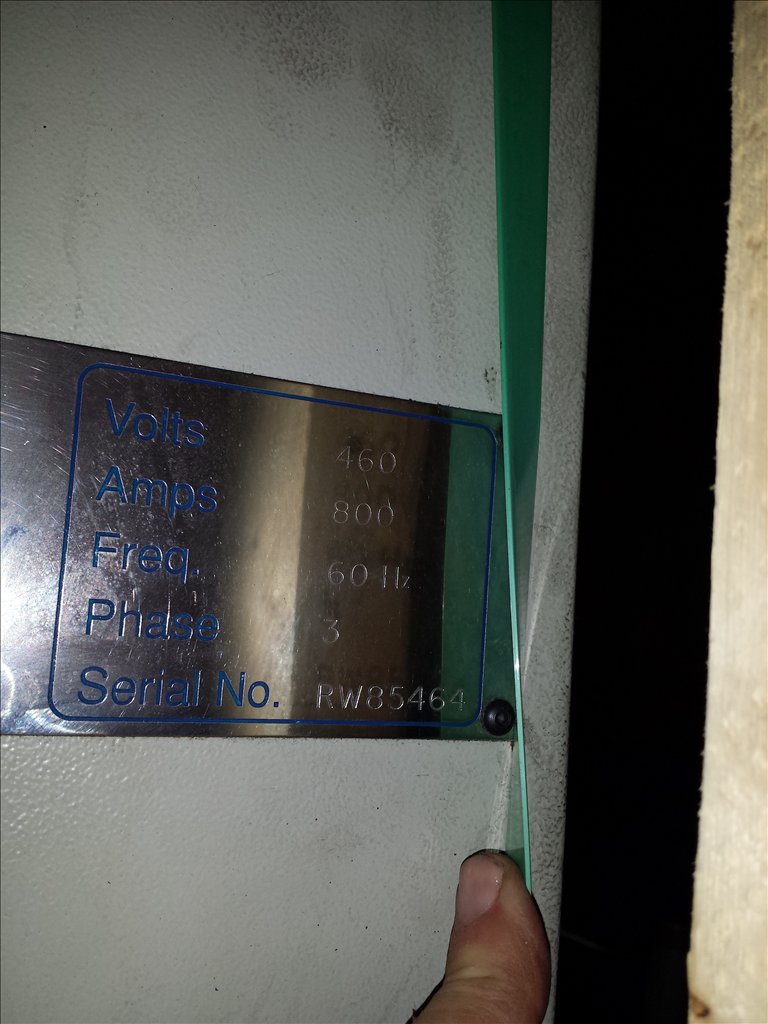 Volts 460
Amps 800
Freq. 60 Hz
Phase 3
Serial No. RW85464